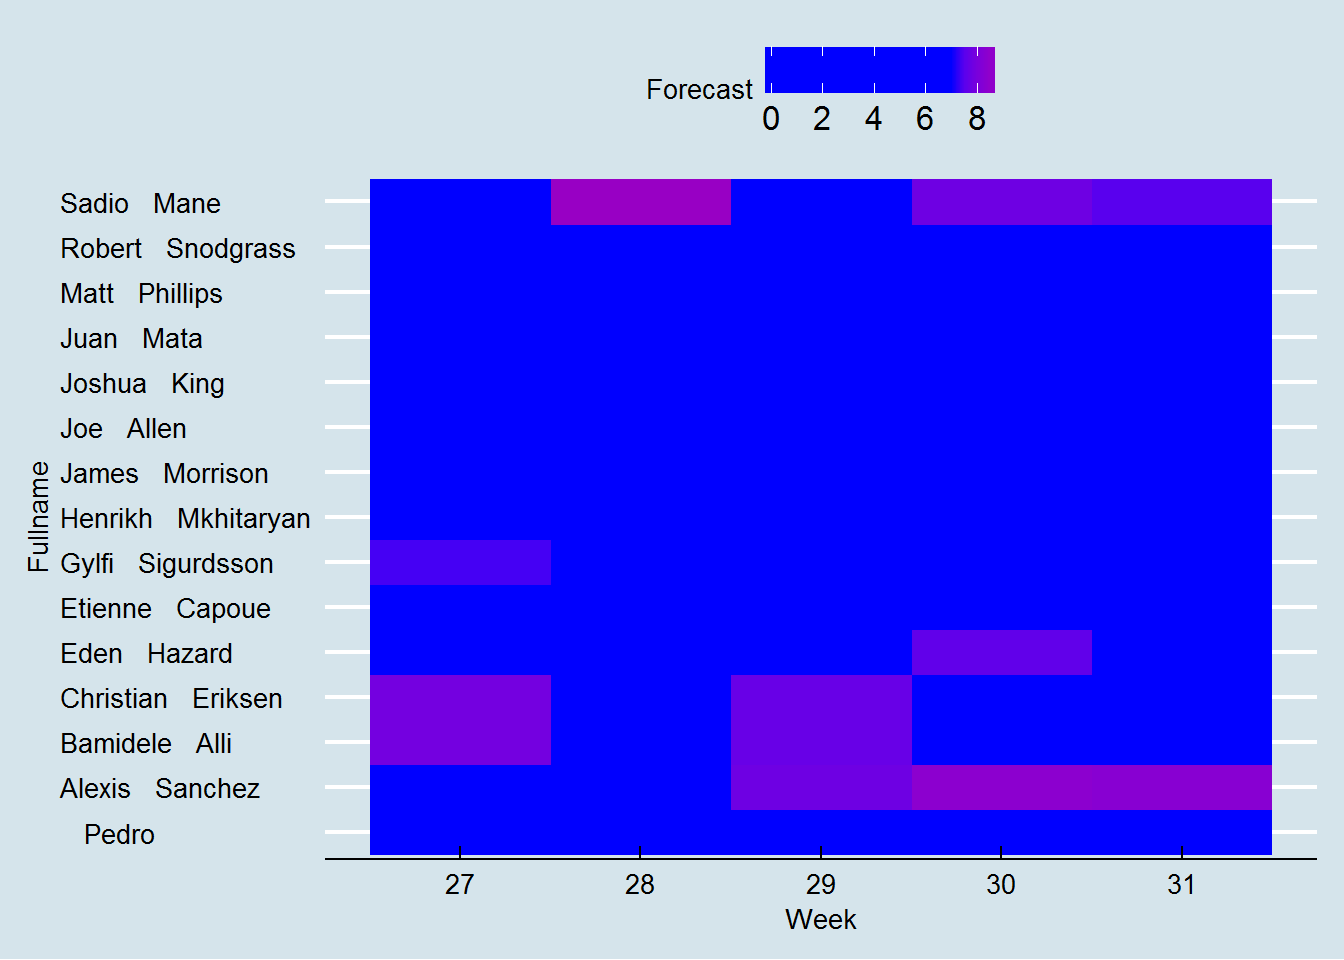 Forecast
0 2 4 6 8
Sadio Mane
Robert Snodgrass
Matt Phillips
Juan Mata
Joshua King
Joe Allen
James Morrison
Henrikh Mkhitaryan
Gylfi Sigurdsson
Etienne Capoue
Eden Hazard
Christian Eriksen
Bamidele Alli
Alexis Sanchez
Pedro
Fullname
27 28 29 30 31
Week